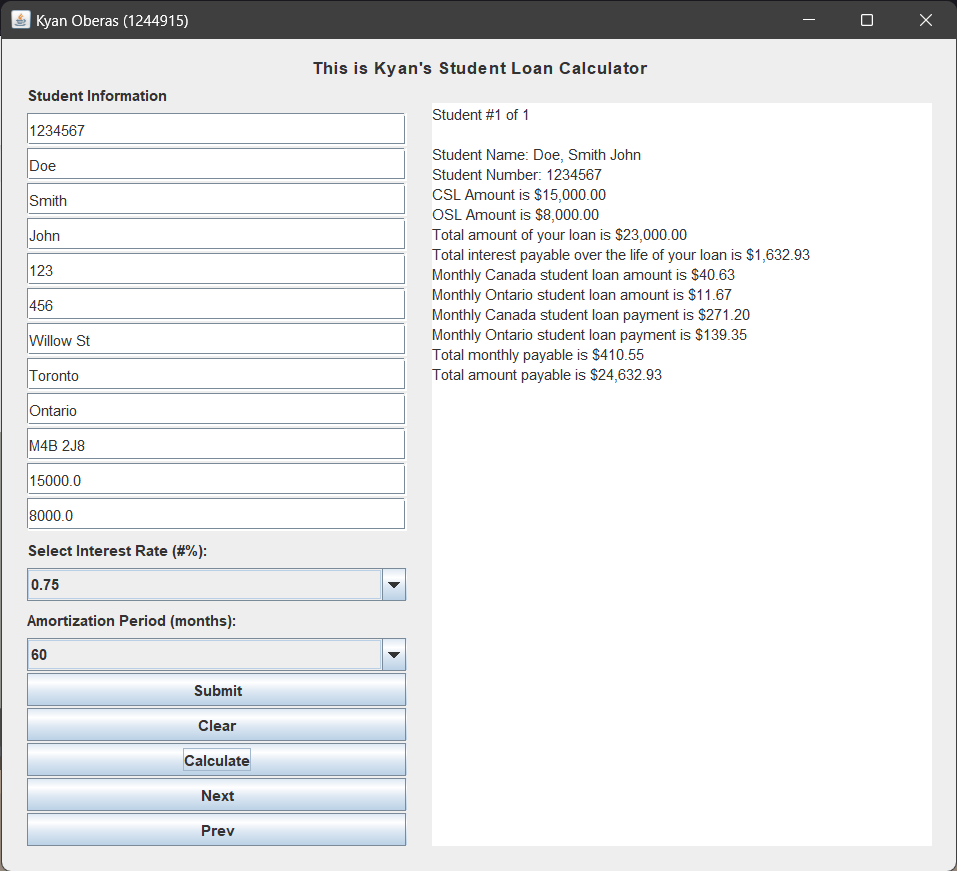 Kyan Oberas (1244915)
This is Kyan's Student Loan Calculator
Student Information
1234567
Doe
Smith
John
123
456
Willow St
Toronto
Ontario
M4B 2J8
15000.0
8000.0
Select Interest Rate (#%):
0.75
Amortization Period (months):
60
Submit
Clear
Calculate
Next
Prev
Student #1 of 1
Student Name: Doe, Smith John
Student Number: 1234567
CSL Amount is $15,000.00
OSL Amount is $8,000.00
Total amount of your loan is $23,000.00
Total interest payable over the life of your loan is $1,632.93
Monthly Canada student loan amount is $40.63
Monthly Ontario student loan amount is $11.67
Monthly Canada student loan payment is $271.20
Monthly Ontario student loan payment is $139.35
Total monthly payable is $410.55
Total amount payable is $24,632.93